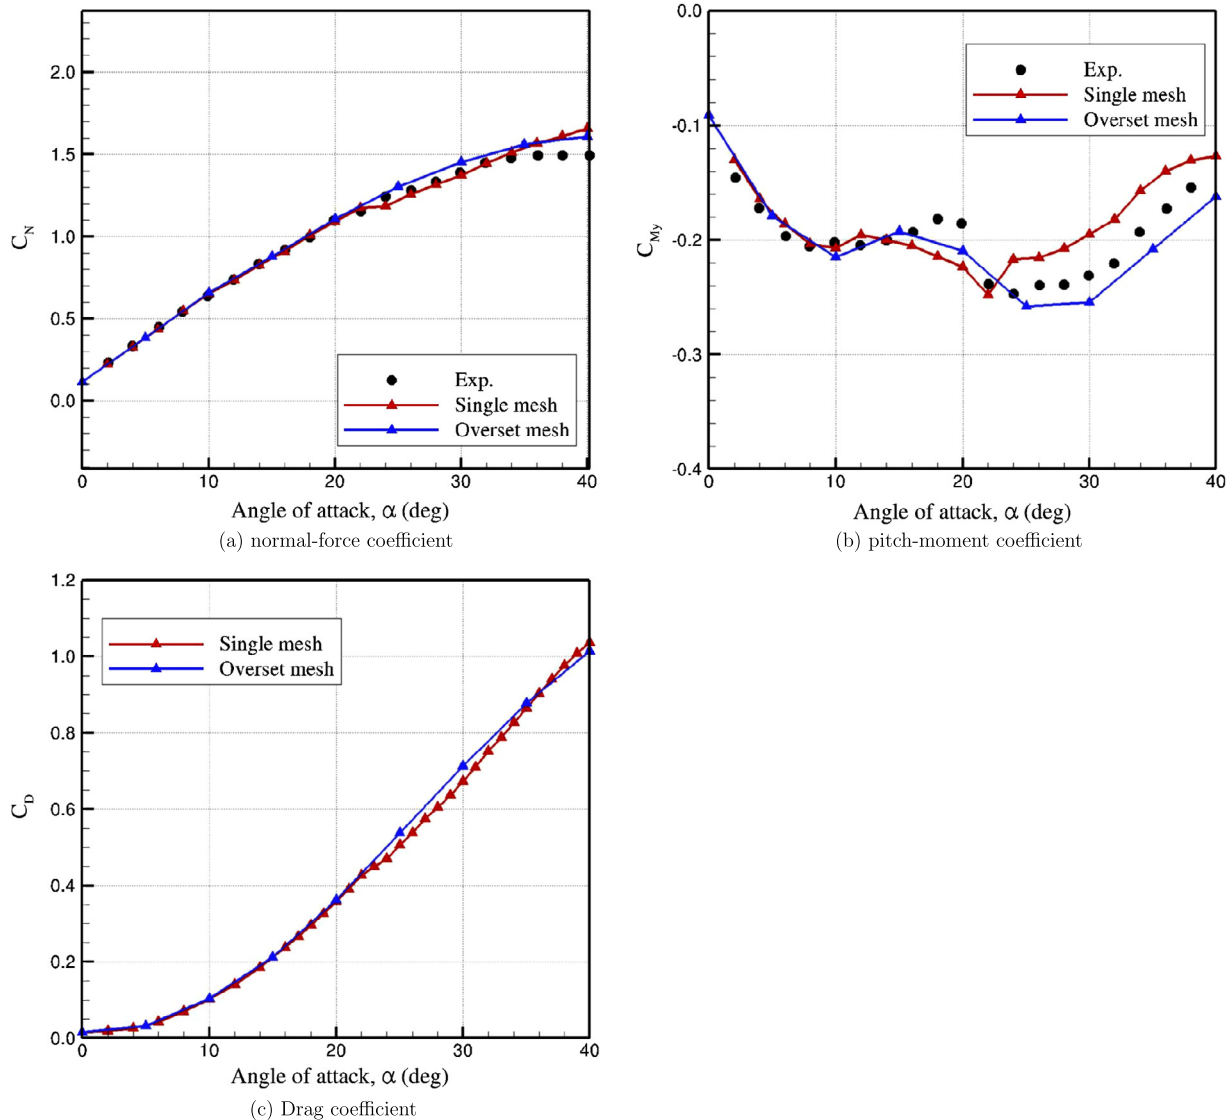 2.0
1.5
1.0
0.5
0.0
C_N
Exp.
Single mesh
Overset mesh
0 10 20 30 40
Angle of attack, α (deg)
(a) normal-force coefficient
0.0
-0.1
-0.2
-0.3
-0.4
C_My
Exp.
Single mesh
Overset mesh
0 10 20 30 40
Angle of attack, α (deg)
(b) pitch-moment coefficient
1.2
1.0
0.8
0.6
0.4
0.2
0.0
C_D
Single mesh
Overset mesh
0 10 20 30 40
Angle of attack, α (deg)
(c) Drag coefficient